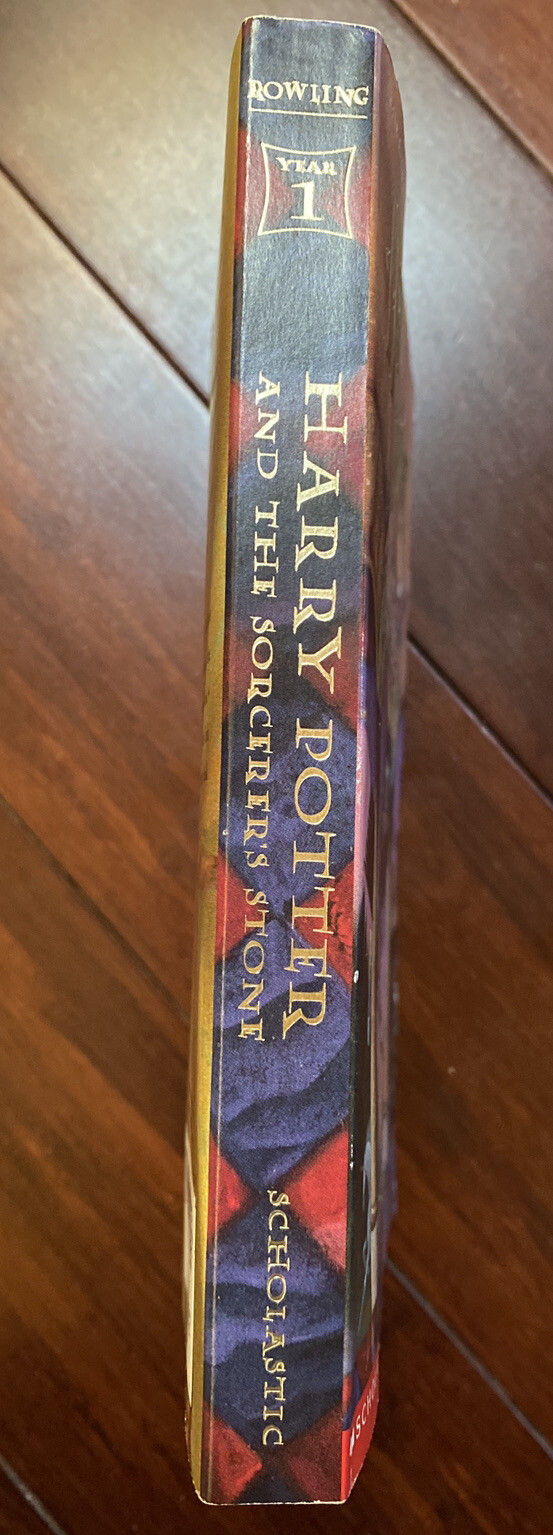 ROWLING
YEAR
1
HARRY POTTER
AND THE SORCERER'S STONE
SCHOLASTIC